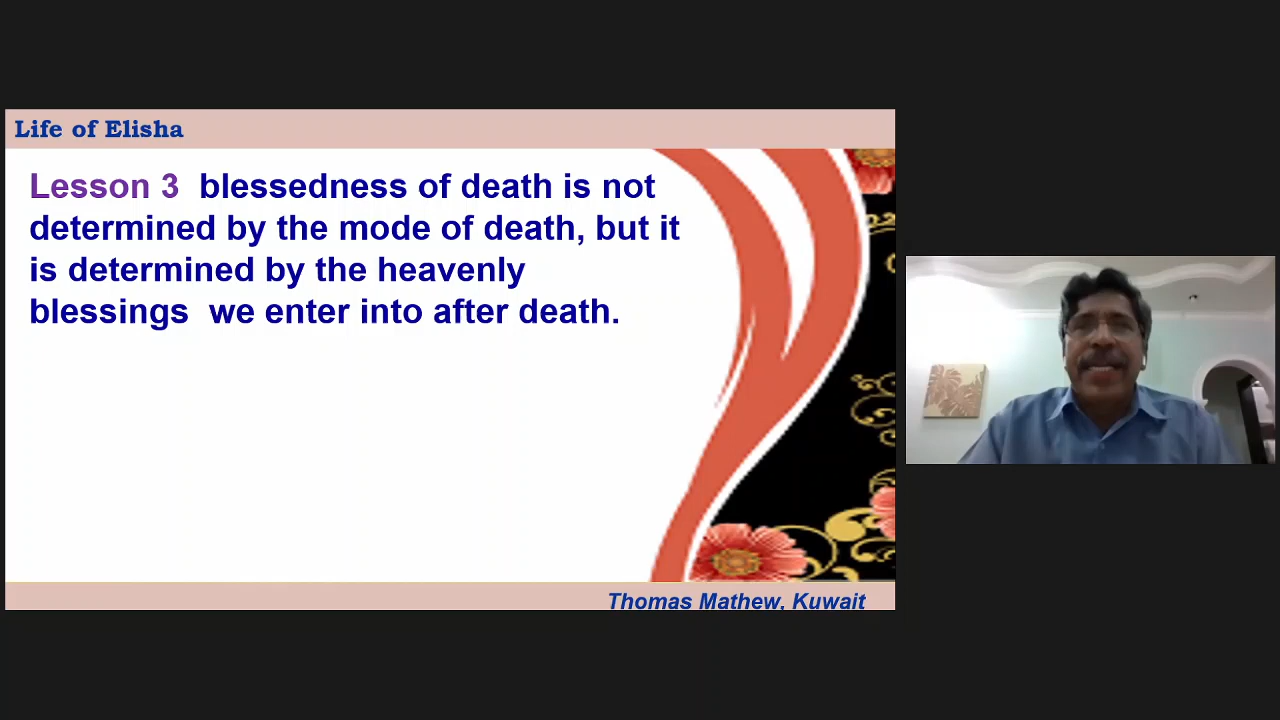 Life of Elisha
Lesson 3  blessedness of death is not
determined by the mode of death, but it
is determined by the heavenly
blessings  we enter into after death.
Thomas Mathew, Kuwait